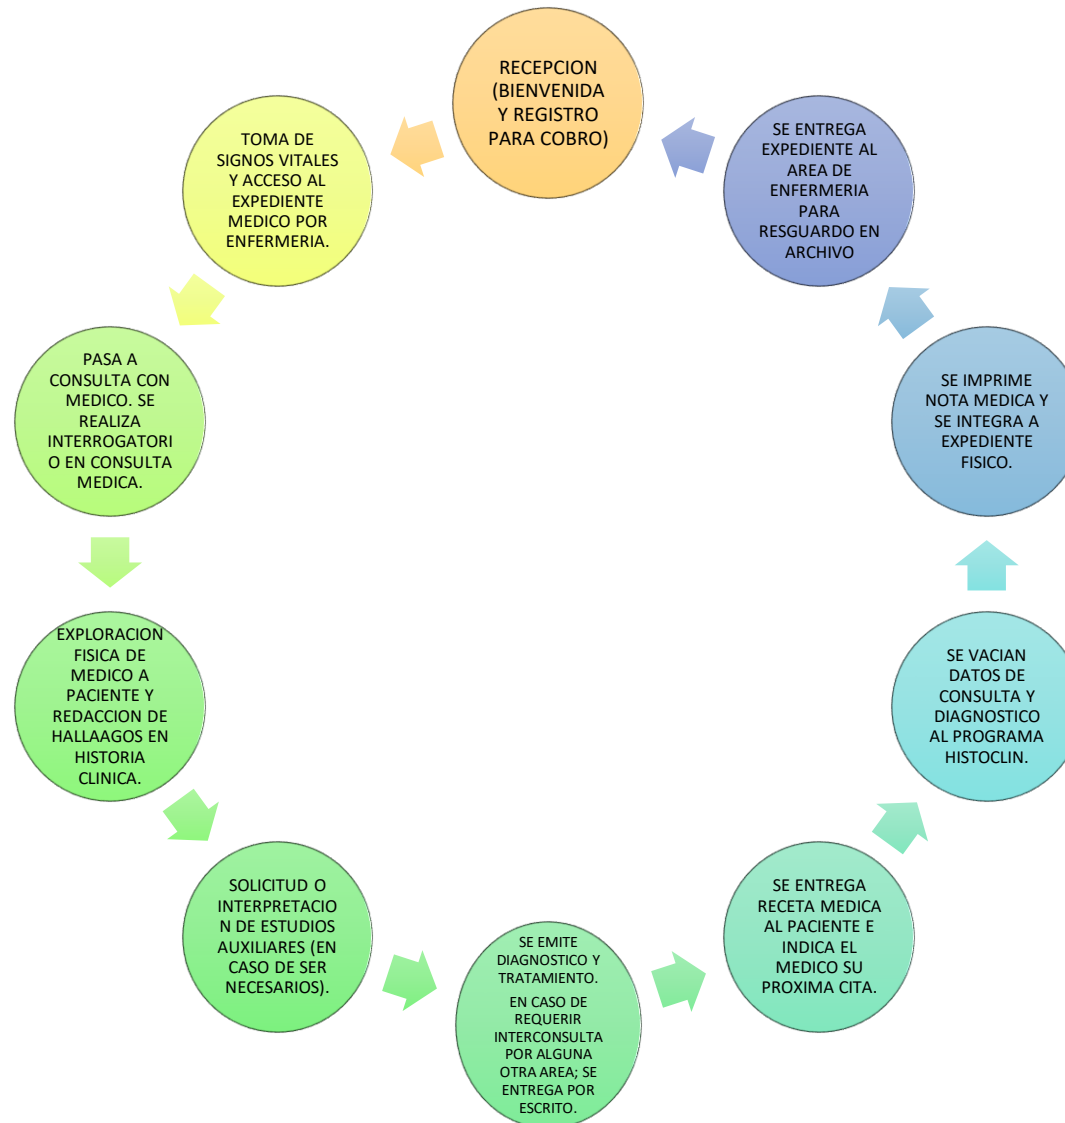 RECEPCION
(BIENVENIDA
Y REGISTRO
PARA COBRO)
TOMA DE
SIGNOS VITALES
Y ACCESO AL
EXPEDIENTE
MEDICO POR
ENFERMERIA.
PASA A
CONSULTA CON
MEDICO. SE
REALIZA
INTERROGATORI
O EN CONSULTA
MEDICA.
EXPLORACION
FISICA DE
MEDICO A
PACIENTE Y
REDACCION DE
HALLAAGOS EN
HISTORIA
CLINICA.
SOLICITUD O
INTERPRETACIO
N DE ESTUDIOS
AUXILIARES (EN
CASO DE SER
NECESARIOS).
SE EMITE
DIAGNOSTICO Y
TRATAMIENTO.
EN CASO DE
REQUERIR
INTERCONSULTA
POR ALGUNA
OTRA AREA; SE
ENTREGA POR
ESCRITO.
SE ENTREGA
RECETA MEDICA
AL PACIENTE E
INDICA EL
MEDICO SU
PROXIMA CITA.
SE VACIAN
DATOS DE
CONSULTA Y
DIAGNOSTICO
AL PROGRAMA
HISTOCLIN.
SE IMPRIME
NOTA MEDICA Y
SE INTEGRA A
EXPEDIENTE
FISICO.
SE ENTREGA
EXPEDIENTE AL
AREA DE
ENFERMERIA
PARA
RESGUARDO EN
ARCHIVO